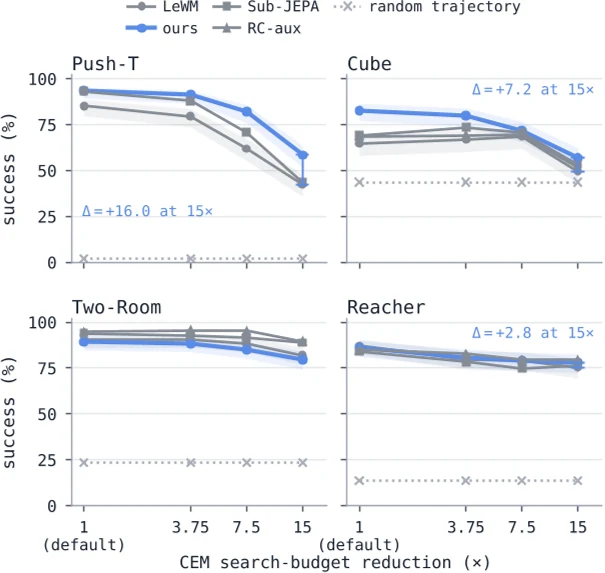 LeWM Sub-JEPA random trajectory
ours RC-aux
Push-T Cube
100
75
50
25
0
success (%)
Δ=+16.0 at 15×
Δ=+7.2 at 15×
Two-Room Reacher
100
75
50
25
0
success (%)
Δ=+2.8 at 15×
1 3.75 7.5 15 1 3.75 7.5 15
(default) (default)
CEM search-budget reduction (×)